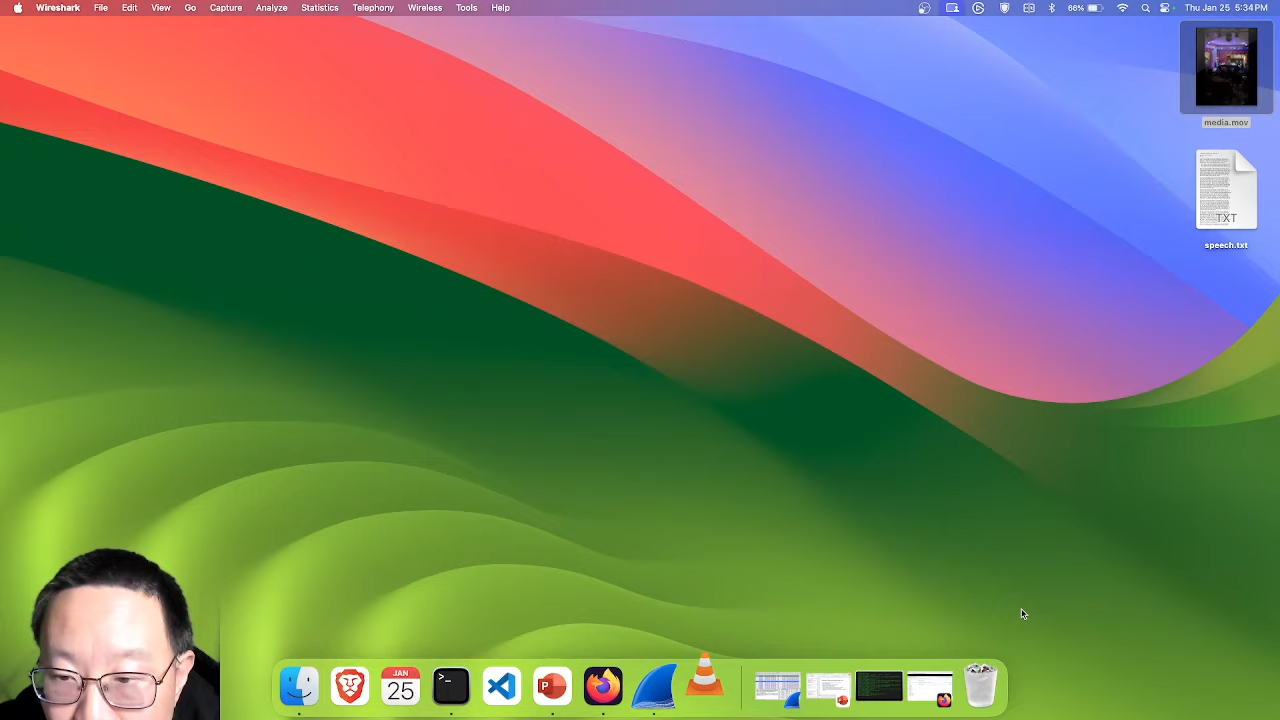 Wireshark File Edit View Go Capture Analyze Statistics Telephony Wireless Tools Help 66% Thu Jan 25 5:34 PM
media.mov
TXT
speech.txt
JAN
25
>_
P